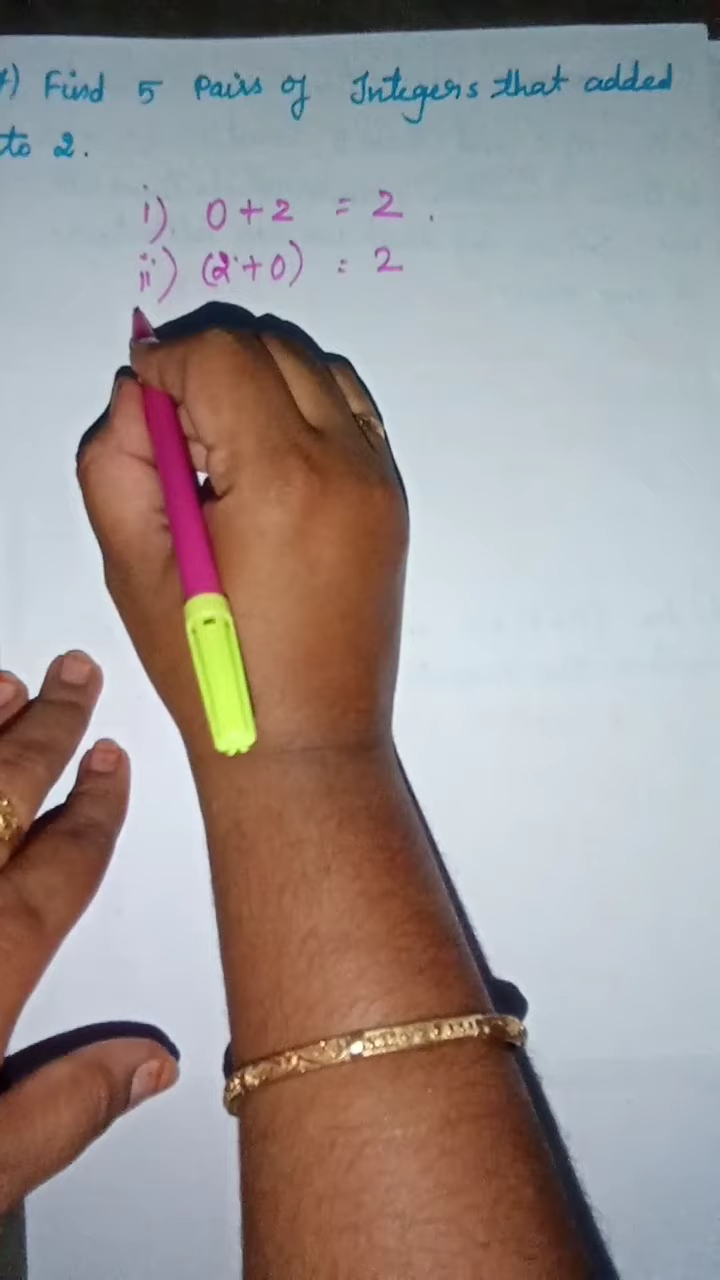 ) Find 5 Pairs of Integers that added
to 2.
i) 0+2 = 2.
ii) (2+0) = 2